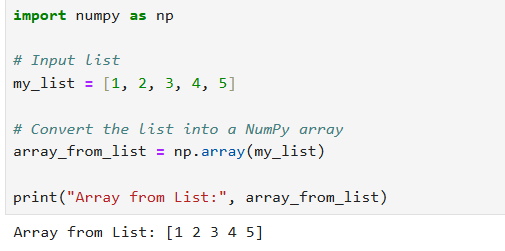 import numpy as np
# Input list
my_list = [1, 2, 3, 4, 5]
# Convert the list into a NumPy array
array_from_list = np.array(my_list)
print("Array from List:", array_from_list)
Array from List: [1 2 3 4 5]